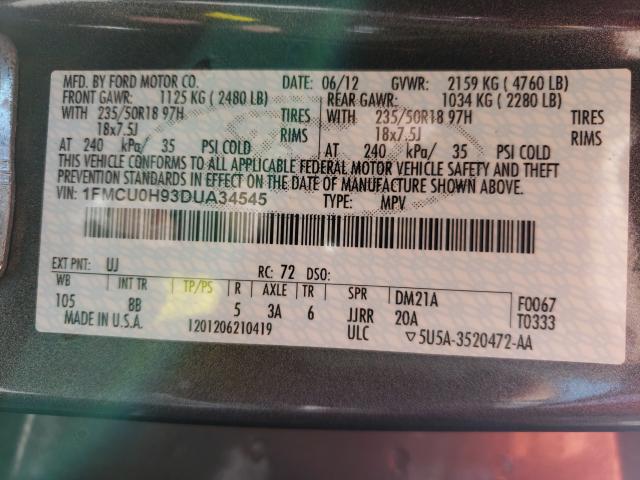 MFD. BY FORD MOTOR CO. DATE: 06/12 GVWR: 2159 KG ( 4760 LB)
FRONT GAWR: 1125 KG ( 2480 LB) REAR GAWR: 1034 KG ( 2280 LB)
WITH 235/50R18 97H TIRES WITH 235/50R18 97H TIRES
18x7.5J RIMS 18x7.5J RIMS
AT 240 kPa/ 35 PSI COLD AT 240 kPa/ 35 PSI COLD
THIS VEHICLE CONFORMS TO ALL APPLICABLE FEDERAL MOTOR VEHICLE SAFETY AND THEFT
PREVENTION STANDARDS IN EFFECT ON THE DATE OF MANUFACTURE SHOWN ABOVE.
VIN: 1FMCU0H93DUA34545 TYPE: MPV
EXT PNT: UJ RC: 72 DSO:
WB INT TR TP/PS R AXLE TR SPR DM21A F0067
105 8B 5 3A 6 JJRR 20A T0333
MADE IN U.S.A. 1201206210419 ULC ▽5U5A-3520472-AA